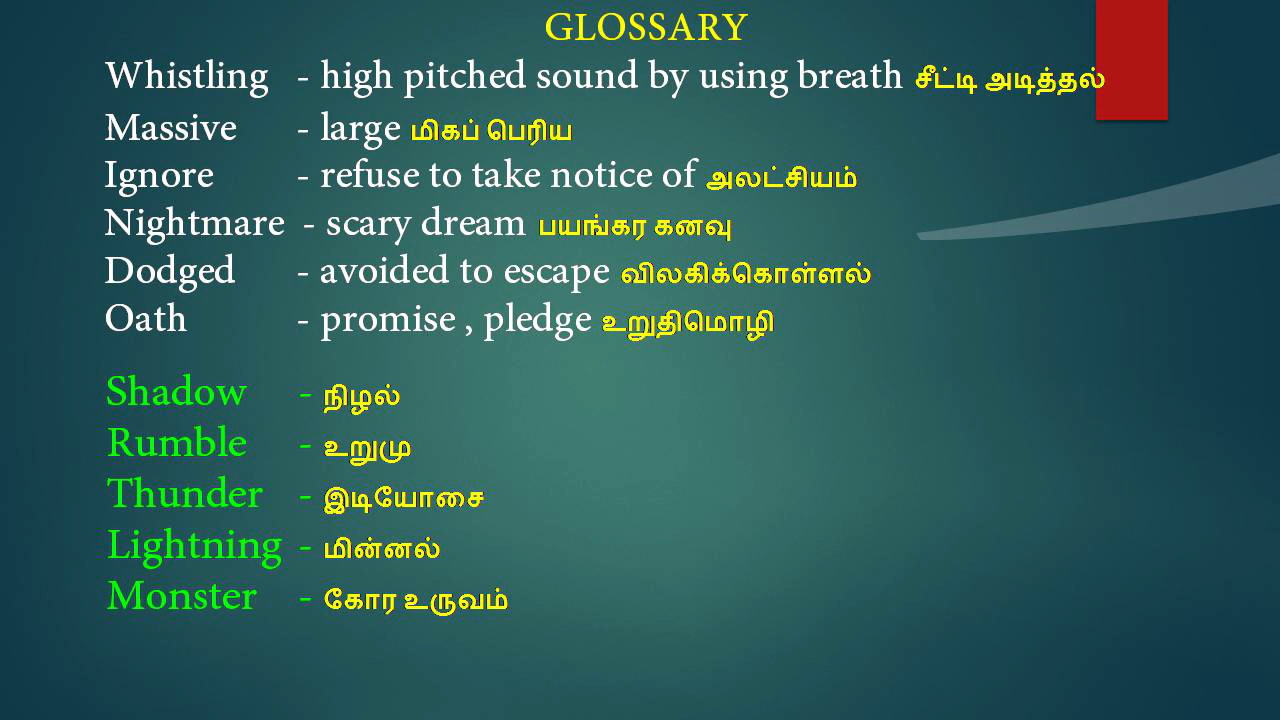 GLOSSARY
Whistling - high pitched sound by using breath சீட்டி அடித்தல்
Massive - large மிகப் பெரிய
Ignore - refuse to take notice of அலட்சியம்
Nightmare - scary dream பயங்கர கனவு
Dodged - avoided to escape விலகிக்கொள்ளல்
Oath - promise , pledge உறுதிமொழி
Shadow - நிழல்
Rumble - உறுமு
Thunder - இடியோசை
Lightning - மின்னல்
Monster - கோர உருவம்